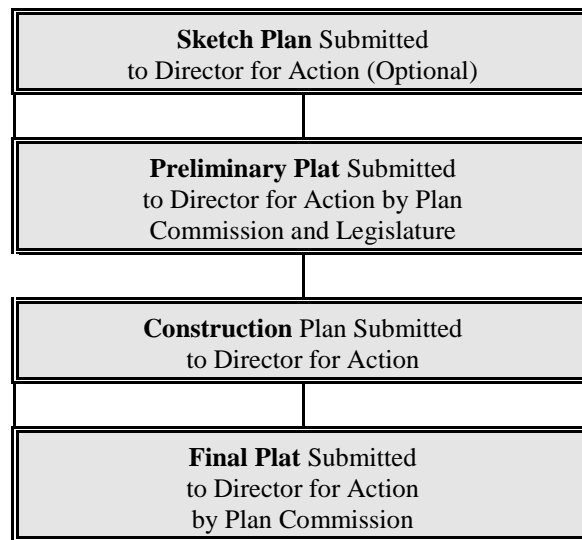 Sketch Plan Submitted
to Director for Action (Optional)
Preliminary Plat Submitted
to Director for Action by Plan
Commission and Legislature
Construction Plan Submitted
to Director for Action
Final Plat Submitted
to Director for Action
by Plan Commission